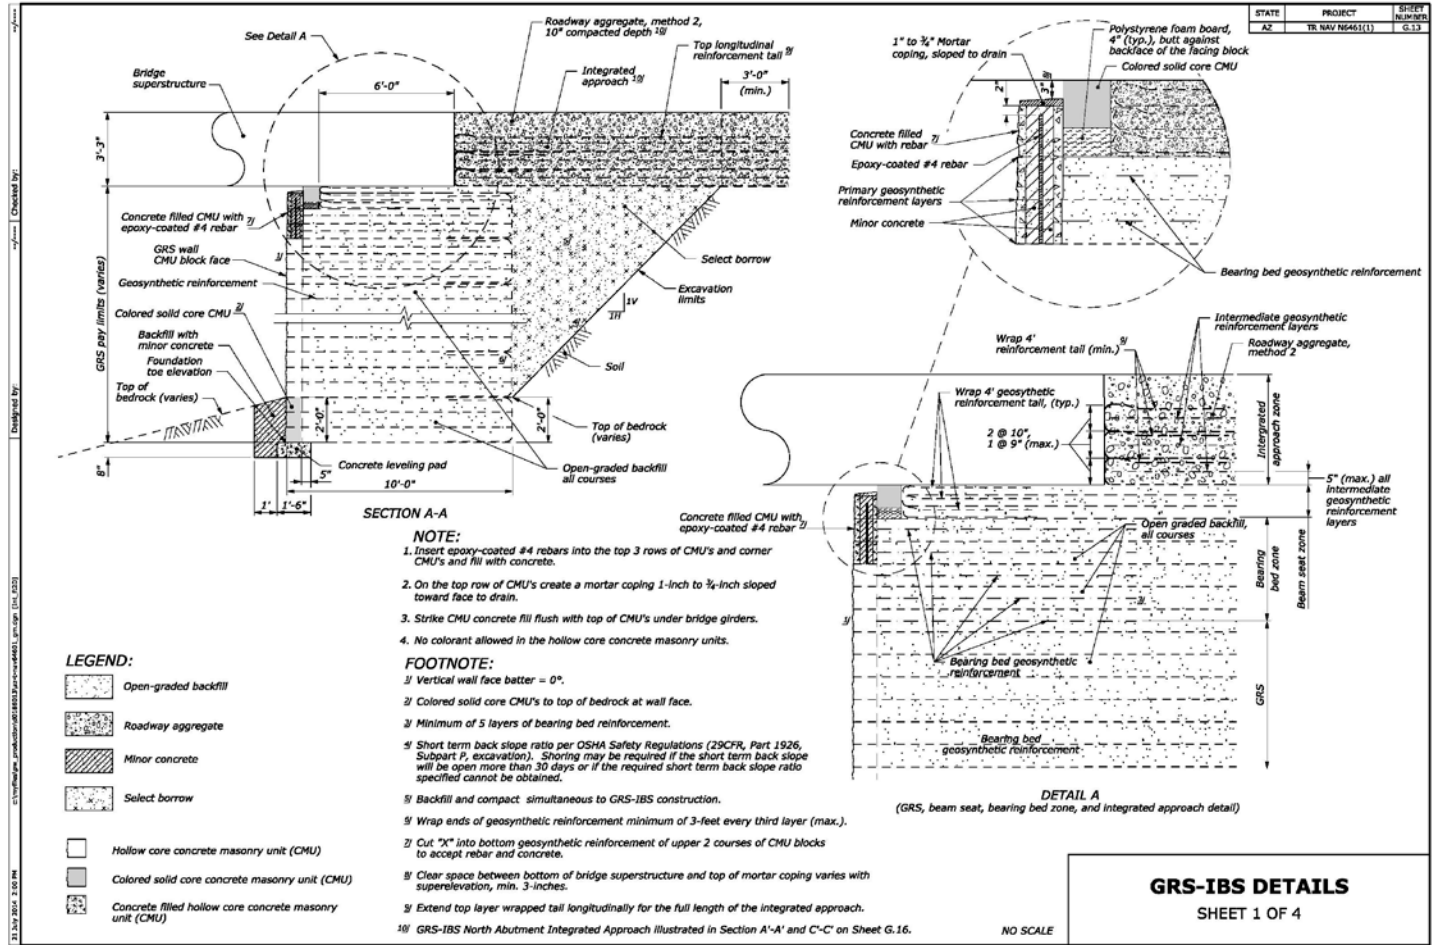 STATE
PROJECT
SHEET
NUMBER
AZ
TR NAV N6461(1)
G.13
Checked by:
Designed by:
31 July 2014 2:00 PM
See Detail A
Roadway aggregate, method 2,
10" compacted depth 10/
Top longitudinal
reinforcement tail 9/
Integrated
approach 10/
3'-0"
(min.)
Bridge
superstructure
6'-0"
3'-3"
GRS pay limits (varies)
8"
Concrete filled CMU with
epoxy-coated #4 rebar 7/
GRS wall
CMU block face
1/
Geosynthetic reinforcement
Colored solid core CMU 2/
Backfill with
minor concrete
Foundation
toe elevation
Top of
bedrock (varies)
5/
Select borrow
Excavation
limits
1V
1H
4/
6/
Soil
2'-0"
2'-0"
Top of bedrock
(varies)
Concrete leveling pad
Open-graded backfill
all courses
5"
10'-0"
1'
1'-6"
SECTION A-A
1" to ¾" Mortar
coping, sloped to drain
Polystyrene foam board,
4" (typ.), butt against
backface of the facing block
Colored solid core CMU
2"
3"
8/
Concrete filled 7/
CMU with rebar
Epoxy-coated #4 rebar
Primary geosynthetic
reinforcement layers
Minor concrete
Bearing bed geosynthetic reinforcement
Intermediate geosynthetic
reinforcement layers
Wrap 4' 9/
reinforcement tail (min.)
Roadway aggregate,
method 2
Wrap 4' geosythetic
reinforcement tail, (typ.)
2 @ 10",
1 @ 9" (max.)
Intergrated
approach zone
5" (max.) all
intermediate
geosynthetic
reinforcement
layers
Concrete filled CMU with
epoxy-coated #4 rebar 7/
Open graded backfill,
all courses
Bearing
bed zone
Beam seat zone
3/
1/
Bearing bed geosynthetic
reinforcement
GRS
Bearing bed
geosynthetic reinforcement
DETAIL A
(GRS, beam seat, bearing bed zone, and integrated approach detail)
NOTE:
1. Insert epoxy-coated #4 rebars into the top 3 rows of CMU's and corner
CMU's and fill with concrete.
2. On the top row of CMU's create a mortar coping 1-inch to ¾-inch sloped
toward face to drain.
3. Strike CMU concrete fill flush with top of CMU's under bridge girders.
4. No colorant allowed in the hollow core concrete masonry units.
FOOTNOTE:
1/ Vertical wall face batter = 0°.
2/ Colored solid core CMU's to top of bedrock at wall face.
3/ Minimum of 5 layers of bearing bed reinforcement.
4/ Short term back slope ratio per OSHA Safety Regulations (29CFR, Part 1926,
Subpart P, excavation). Shoring may be required if the short term back slope
will be open more than 30 days or if the required short term back slope ratio
specified cannot be obtained.
5/ Backfill and compact simultaneous to GRS-IBS construction.
6/ Wrap ends of geosynthetic reinforcement minimum of 3-feet every third layer (max.).
7/ Cut "X" into bottom geosynthetic reinforcement of upper 2 courses of CMU blocks
to accept rebar and concrete.
8/ Clear space between bottom of bridge superstructure and top of mortar coping varies with
superelevation, min. 3-inches.
9/ Extend top layer wrapped tail longitudinally for the full length of the integrated approach.
10/ GRS-IBS North Abutment Integrated Approach illustrated in Section A'-A' and C'-C' on Sheet G.16.
LEGEND:
Open-graded backfill
Roadway aggregate
Minor concrete
Select borrow
Hollow core concrete masonry unit (CMU)
Colored solid core concrete masonry unit (CMU)
Concrete filled hollow core concrete masonry
unit (CMU)
NO SCALE
GRS-IBS DETAILS
SHEET 1 OF 4